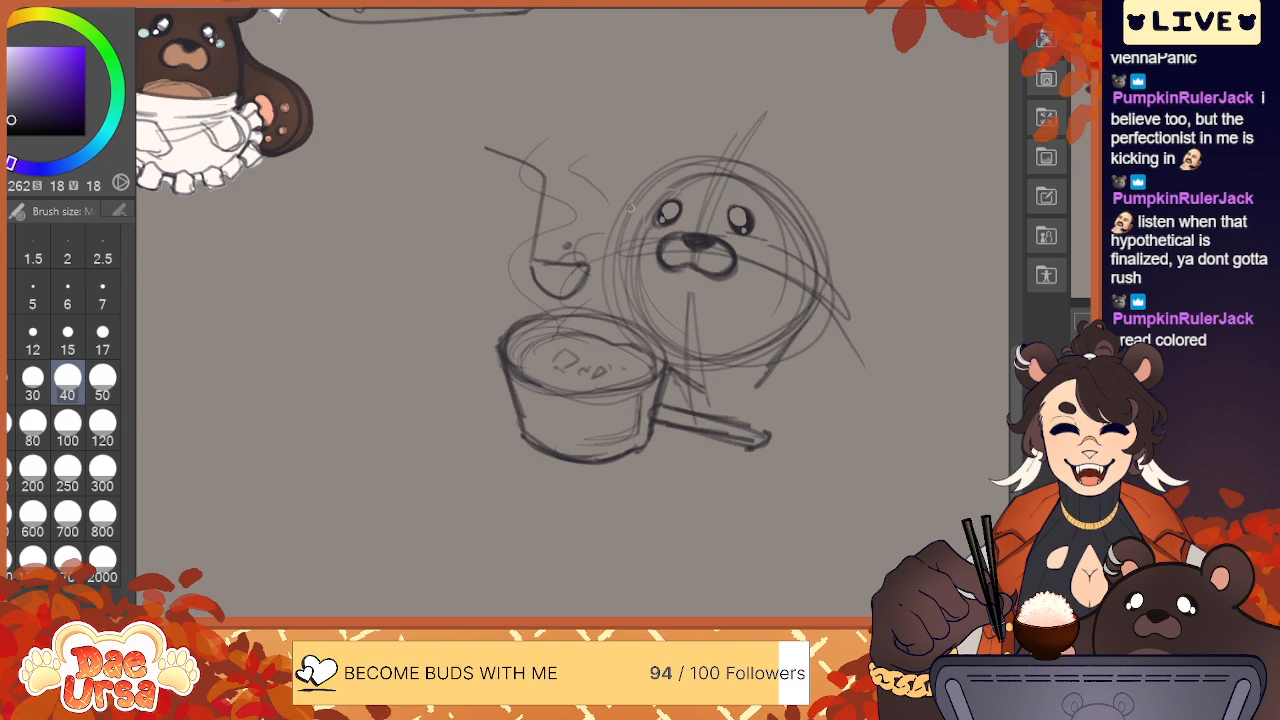 LIVE
viennaPanic
PumpkinRulerJack i
believe too, but the
perfectionist in me is
kicking in
PumpkinRulerJack
listen when that
hypothetical is
finalized, ya dont gotta
rush
PumpkinRulerJack
read colored
262 S 18 V 18
Brush size: M
1.5 2 2.5
5 6 7
12 15 17
30 40 50
80 100 120
200 250 300
600 700 800
2000
Dae
Ursa
BECOME BUDS WITH ME 94 / 100 Followers